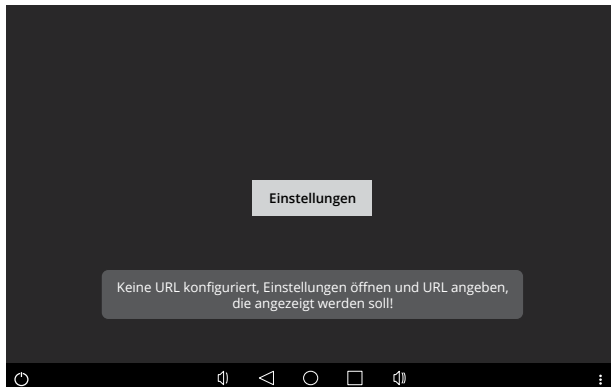 Einstellungen
Keine URL konfiguriert, Einstellungen öffnen und URL angeben,
die angezeigt werden soll!